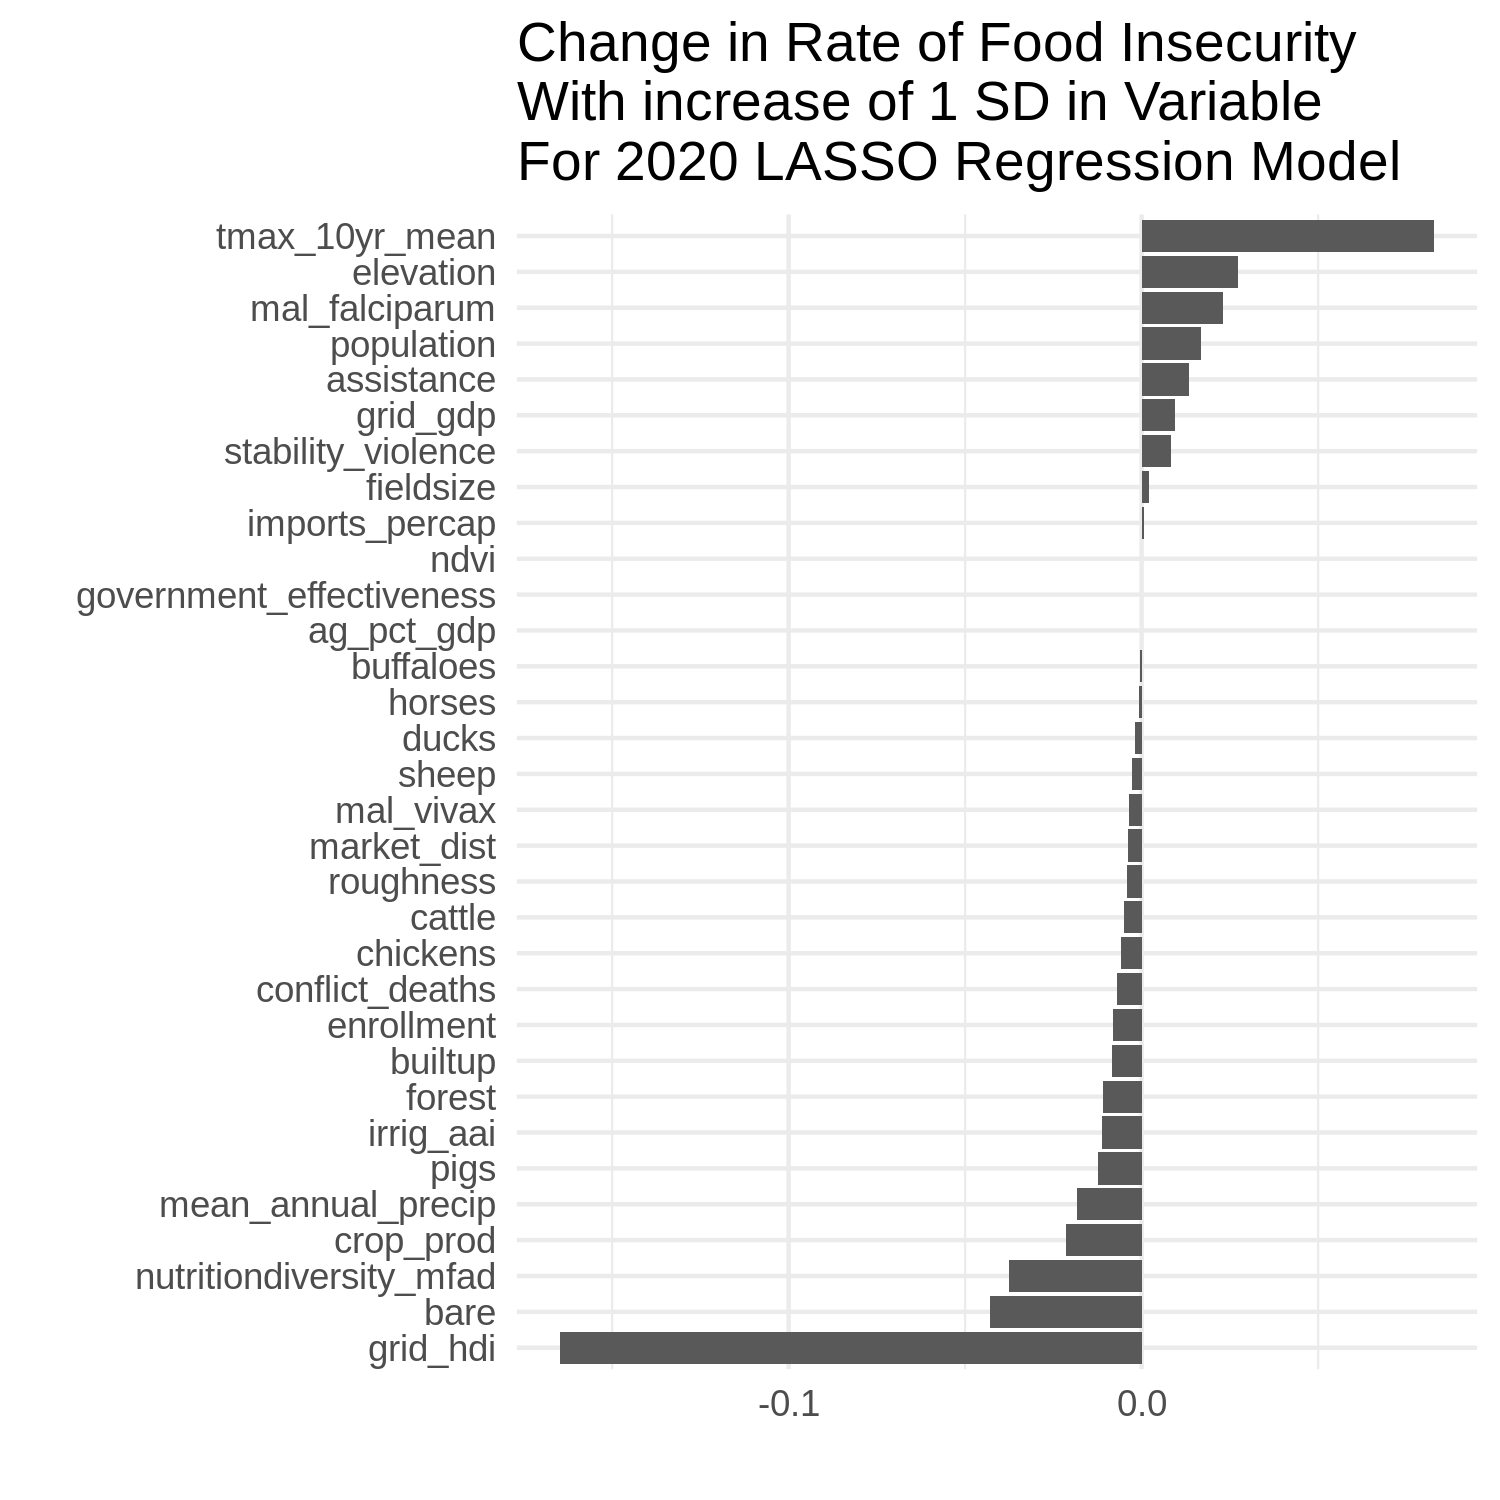 Change in Rate of Food Insecurity
With increase of 1 SD in Variable
For 2020 LASSO Regression Model
tmax_10yr_mean
elevation
mal_falciparum
population
assistance
grid_gdp
stability_violence
fieldsize
imports_percap
ndvi
government_effectiveness
ag_pct_gdp
buffaloes
horses
ducks
sheep
mal_vivax
market_dist
roughness
cattle
chickens
conflict_deaths
enrollment
builtup
forest
irrig_aai
pigs
mean_annual_precip
crop_prod
nutritiondiversity_mfad
bare
grid_hdi
-0.1 0.0